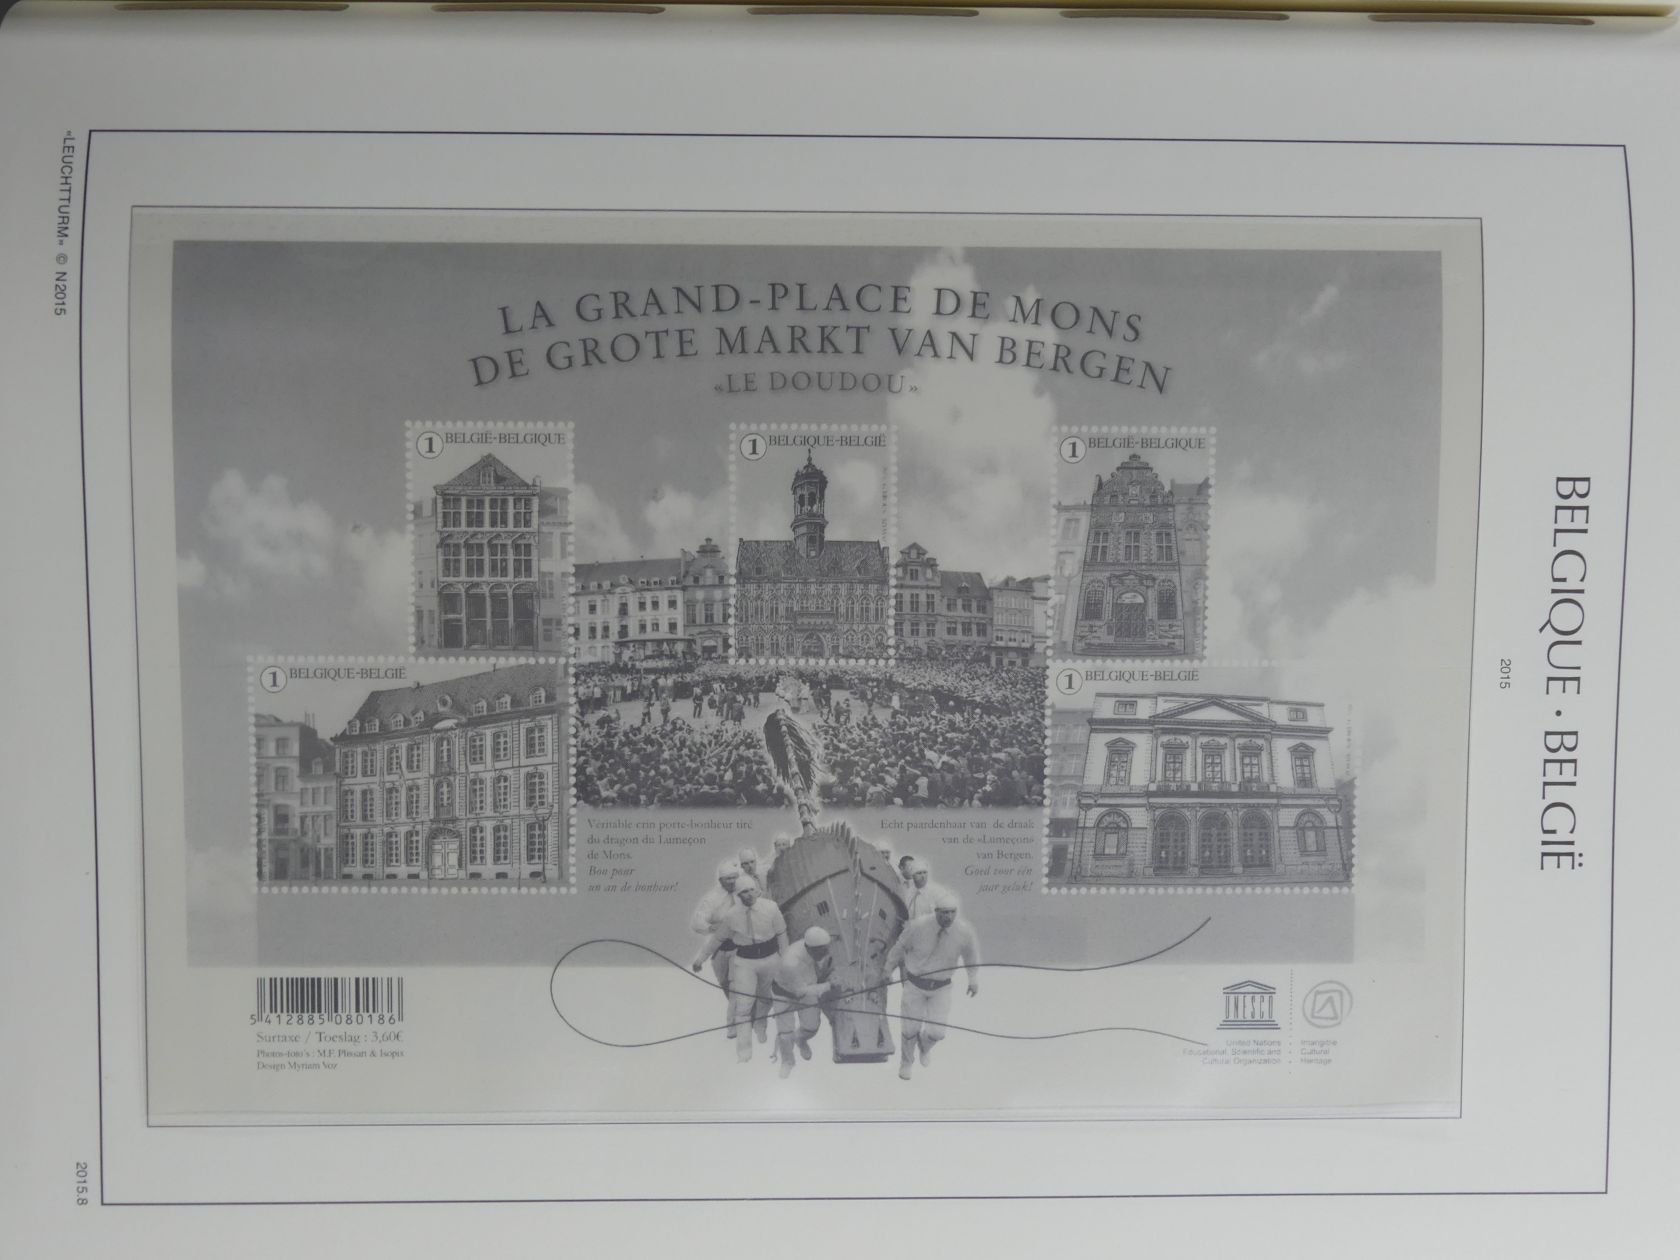 LA GRAND-PLACE DE MONS
DE GROTE MARKT VAN BERGEN
«LE DOUDOU»
1 BELGIË-BELGIQUE
1 BELGIQUE-BELGIË
1 BELGIË-BELGIQUE
1 BELGIQUE-BELGIË
1 BELGIQUE-BELGIË
Véritable crin porte-bonheur tiré
du dragon du Lumeçon
de Mons.
Bon pour
un an de bonheur!
Echt paardenhaar van de draak
van de «Lumeçon»
van Bergen.
Goed voor één
jaar geluk!
5 412885 080186
Surtaxe / Toeslag : 3,60€
Photos-foto's : M.F. Plissart & Isopix
Design Myriam Voz
UNESCO
United Nations
Educational, Scientific and
Cultural Organization
Intangible
Cultural
Heritage
BELGIQUE · BELGIË
2015
«LEUCHTTURM» © N2015
2015.8